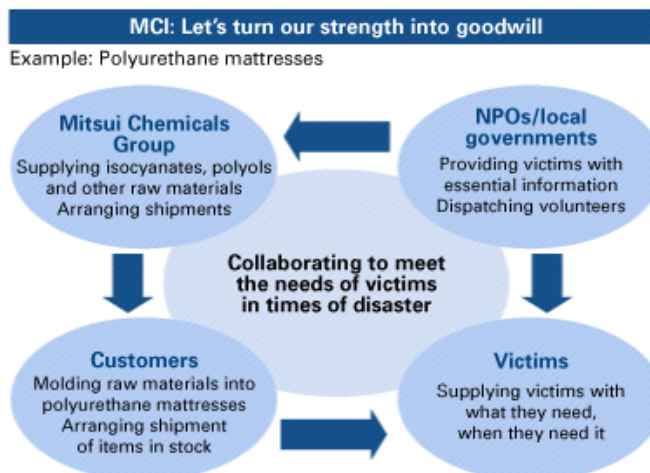 MCI: Let's turn our strength into goodwill
Example: Polyurethane mattresses
Mitsui Chemicals
Group
Supplying isocyanates, polyols
and other raw materials
Arranging shipments
NPOs/local
governments
Providing victims with
essential information
Dispatching volunteers
Collaborating to meet
the needs of victims
in times of disaster
Customers
Molding raw materials into
polyurethane mattresses
Arranging shipment
of items in stock
Victims
Supplying victims with
what they need,
when they need it